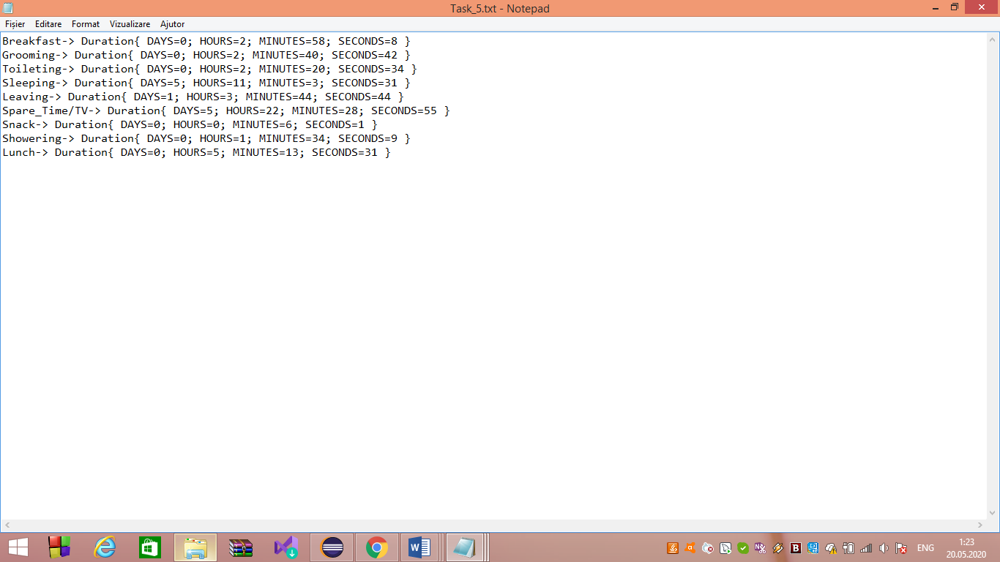 Task_5.txt - Notepad
Fișier Editare Format Vizualizare Ajutor
Breakfast-> Duration{ DAYS=0; HOURS=2; MINUTES=58; SECONDS=8 }
Grooming-> Duration{ DAYS=0; HOURS=2; MINUTES=40; SECONDS=42 }
Toileting-> Duration{ DAYS=0; HOURS=2; MINUTES=20; SECONDS=34 }
Sleeping-> Duration{ DAYS=5; HOURS=11; MINUTES=3; SECONDS=31 }
Leaving-> Duration{ DAYS=1; HOURS=3; MINUTES=44; SECONDS=44 }
Spare_Time/TV-> Duration{ DAYS=5; HOURS=22; MINUTES=28; SECONDS=55 }
Snack-> Duration{ DAYS=0; HOURS=0; MINUTES=6; SECONDS=1 }
Showering-> Duration{ DAYS=0; HOURS=1; MINUTES=34; SECONDS=9 }
Lunch-> Duration{ DAYS=0; HOURS=5; MINUTES=13; SECONDS=31 }
ENG
1:23
20.05.2020